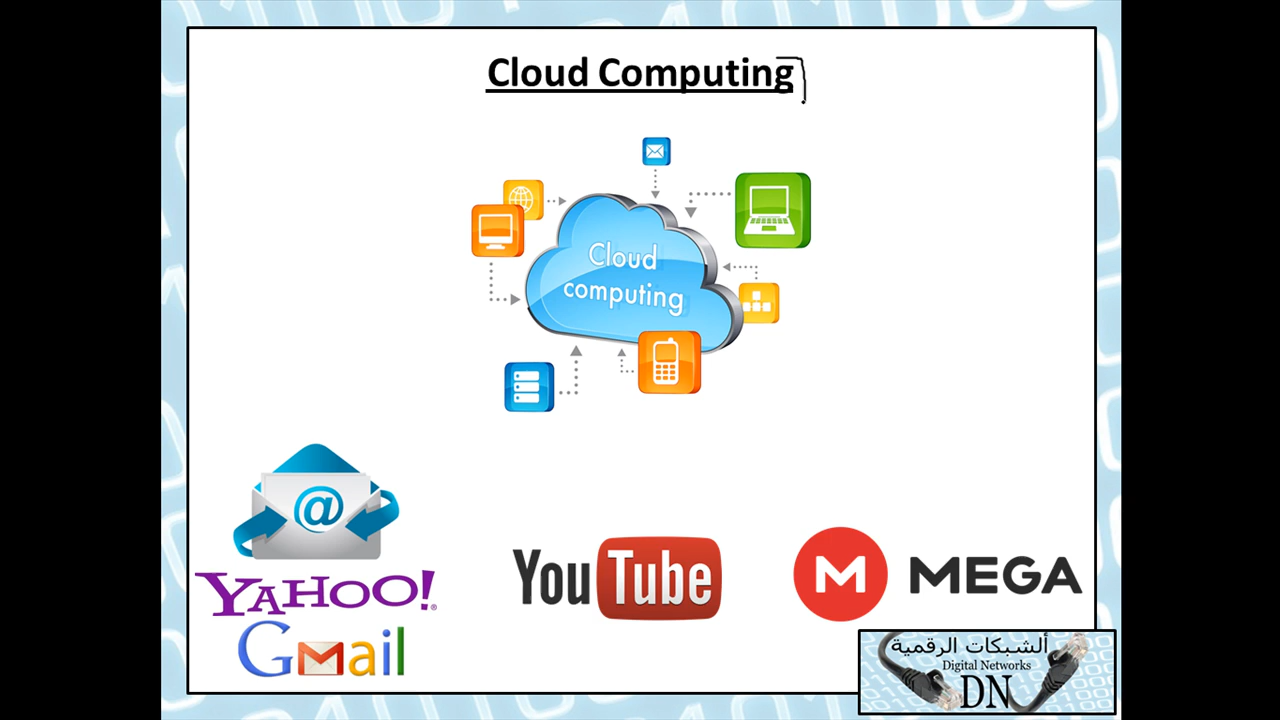 Cloud Computing
Cloud
computing
@
YAHOO!
Gmail
YouTube
M MEGA
ألشبكات الرقمية
Digital Networks
DN